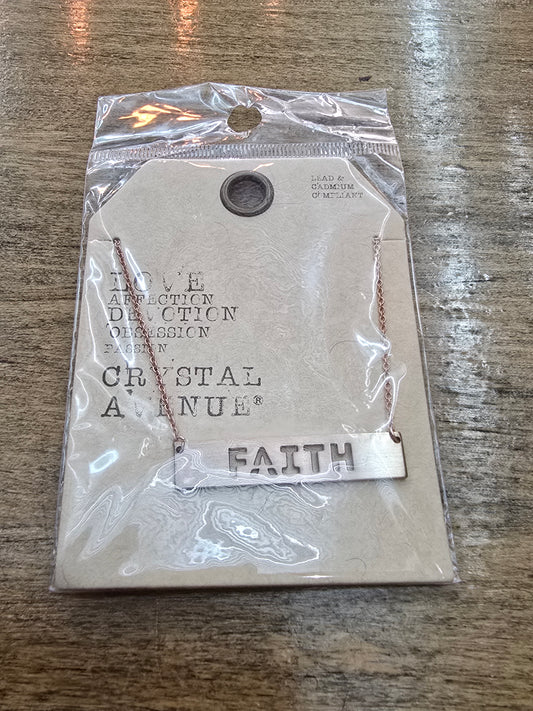 LEAD &
CADMIUM
COMPLIANT
LOVE
AFFECTION
DEVOTION
OBSESSION
PASSION
CRYSTAL
AVENUE®
FAITH